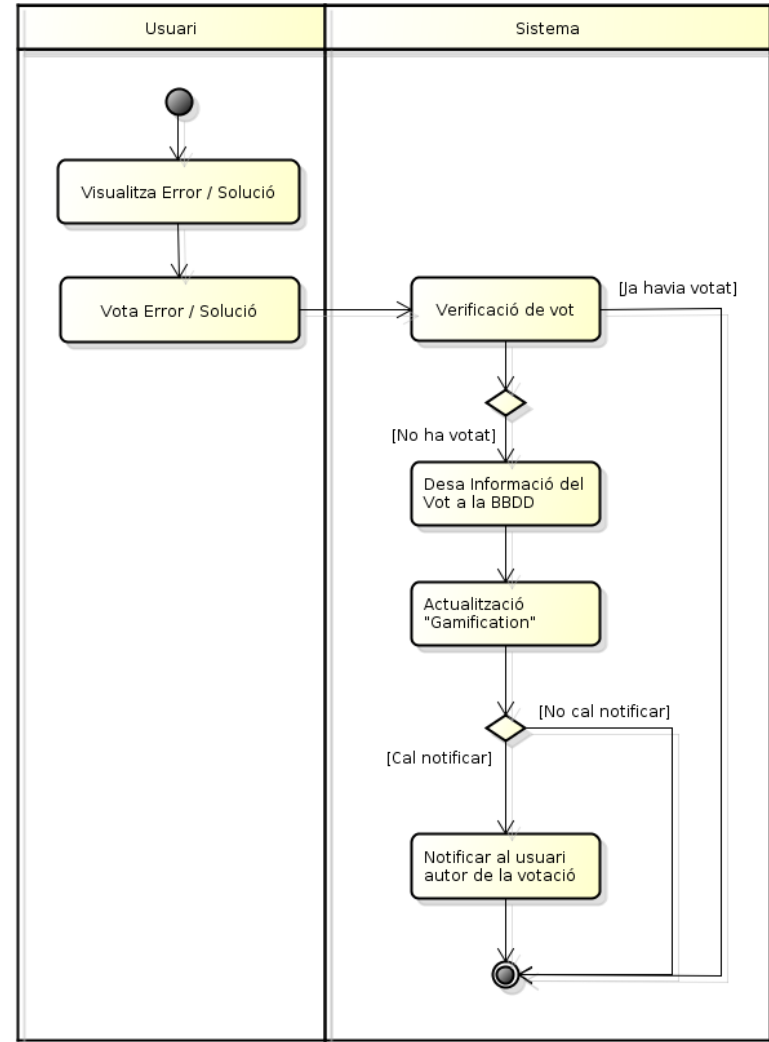 Usuari
Sistema
Visualitza Error / Solució
Vota Error / Solució
Verificació de vot
[Ja havia votat]
[No ha votat]
Desa Informació del
Vot a la BBDD
Actualització
"Gamification"
[No cal notificar]
[Cal notificar]
Notificar al usuari
autor de la votació